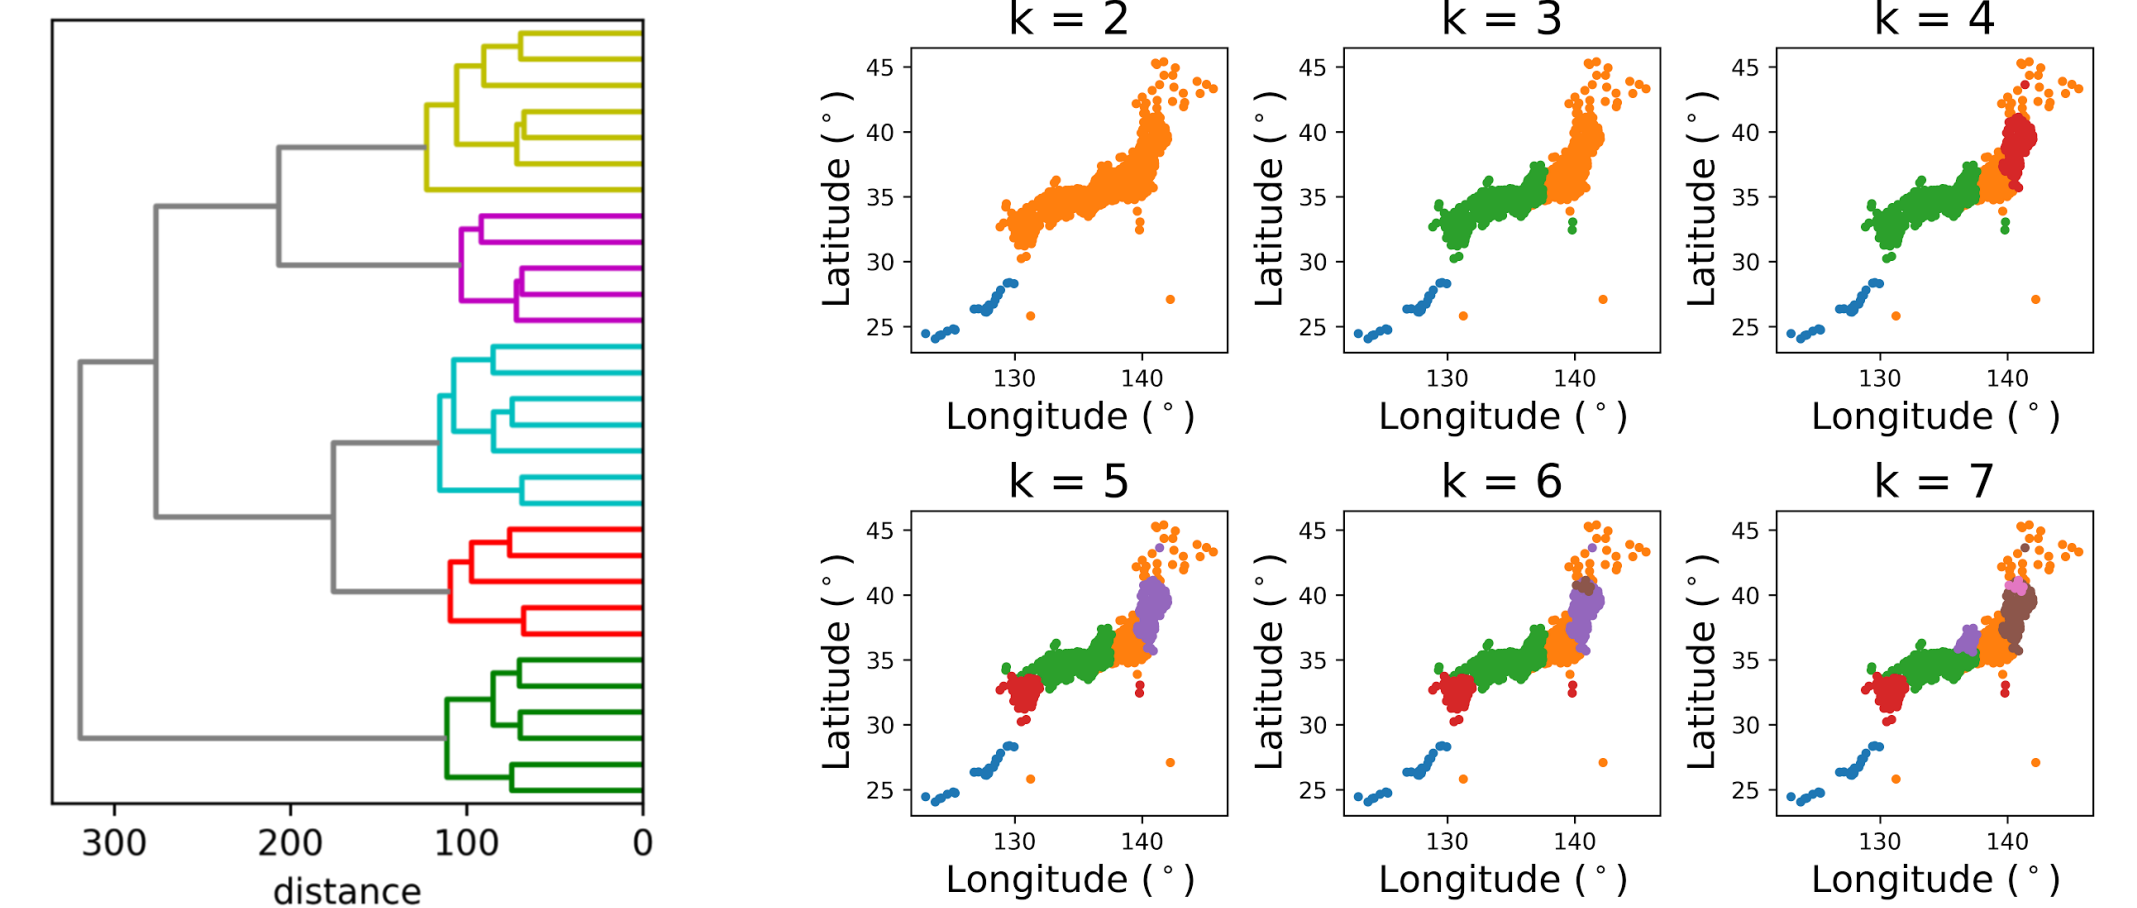 300 200 100 0
distance
k = 2
45
40
35
30
25
Latitude (°)
130 140
Longitude (°)
k = 3
45
40
35
30
25
Latitude (°)
130 140
Longitude (°)
k = 4
45
40
35
30
25
Latitude (°)
130 140
Longitude (°)
k = 5
45
40
35
30
25
Latitude (°)
130 140
Longitude (°)
k = 6
45
40
35
30
25
Latitude (°)
130 140
Longitude (°)
k = 7
45
40
35
30
25
Latitude (°)
130 140
Longitude (°)